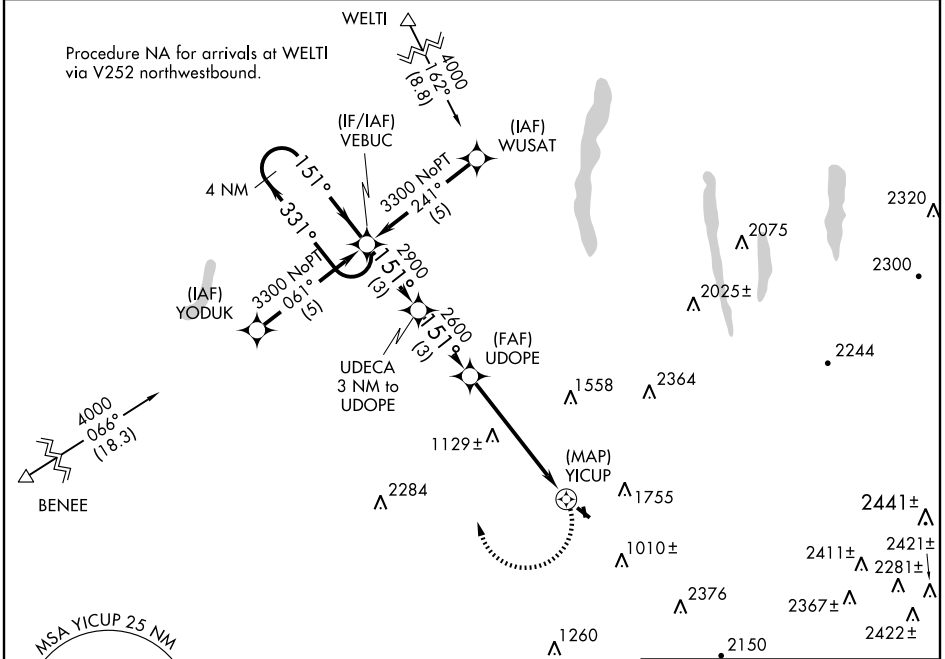 WELTI
Procedure NA for arrivals at WELTI
via V252 northwestbound.
4000
162°
(8.8)
(IF/IAF)
VEBUC
(IAF)
WUSAT
4 NM
151°
331°
3300 NoPT
241°
(5)
2320
2075
2300
(IAF)
YODUK
3300 NoPT
061°
(5)
2900
151°
(3)
2025±
2600
151°
(3)
(FAF)
UDOPE
2244
UDECA
3 NM to
UDOPE
1558
2364
4000
066°
(18.3)
1129±
(MAP)
YICUP
BENEE
2284
1755
2441±
2421±
1010±
2411±
2281±
2376
2367±
2422±
MSA YICUP 25 NM
1260
2150